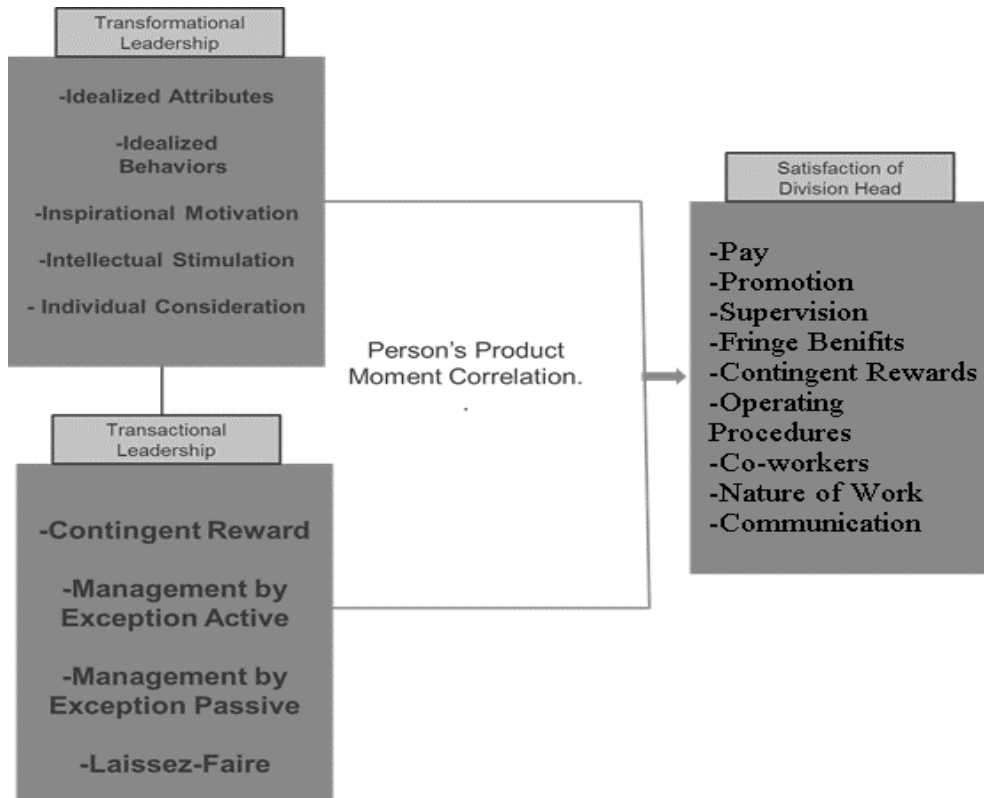 Transformational
Leadership
-Idealized Attributes
-Idealized
Behaviors
-Inspirational Motivation
-Intellectual Stimulation
- Individual Consideration
Transactional
Leadership
-Contingent Reward
-Management by
Exception Active
-Management by
Exception Passive
-Laissez-Faire
Person's Product
Moment Correlation.
.
Satisfaction of
Division Head
-Pay
-Promotion
-Supervision
-Fringe Benifits
-Contingent Rewards
-Operating
Procedures
-Co-workers
-Nature of Work
-Communication